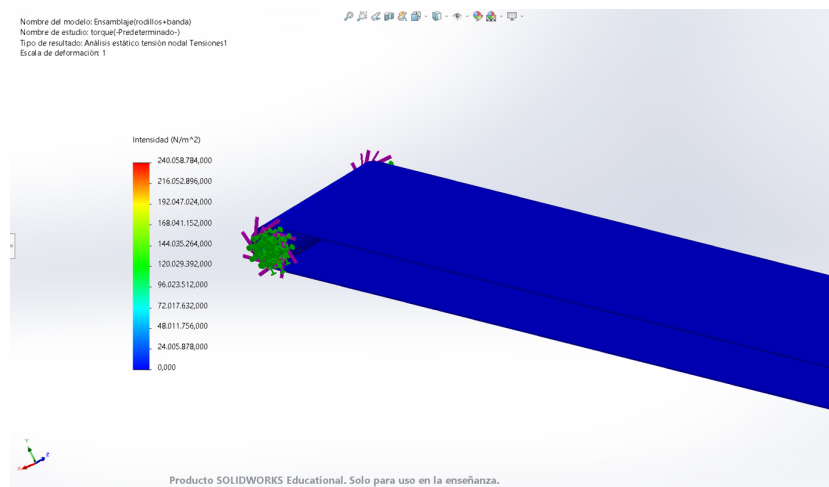 Nombre del modelo: Ensamblaje(rodillos+banda)
Nombre de estudio: torque(-Predeterminado-)
Tipo de resultado: Análisis estático tensión nodal Tensiones1
Escala de deformación: 1
Intensidad (N/m^2)
240.058.784,000
216.052.896,000
192.047.024,000
168.041.152,000
144.035.264,000
120.029.392,000
96.023.512,000
72.017.632,000
48.011.756,000
24.005.878,000
0,000
Y
X
Z
Producto SOLIDWORKS Educational. Solo para uso en la enseñanza.